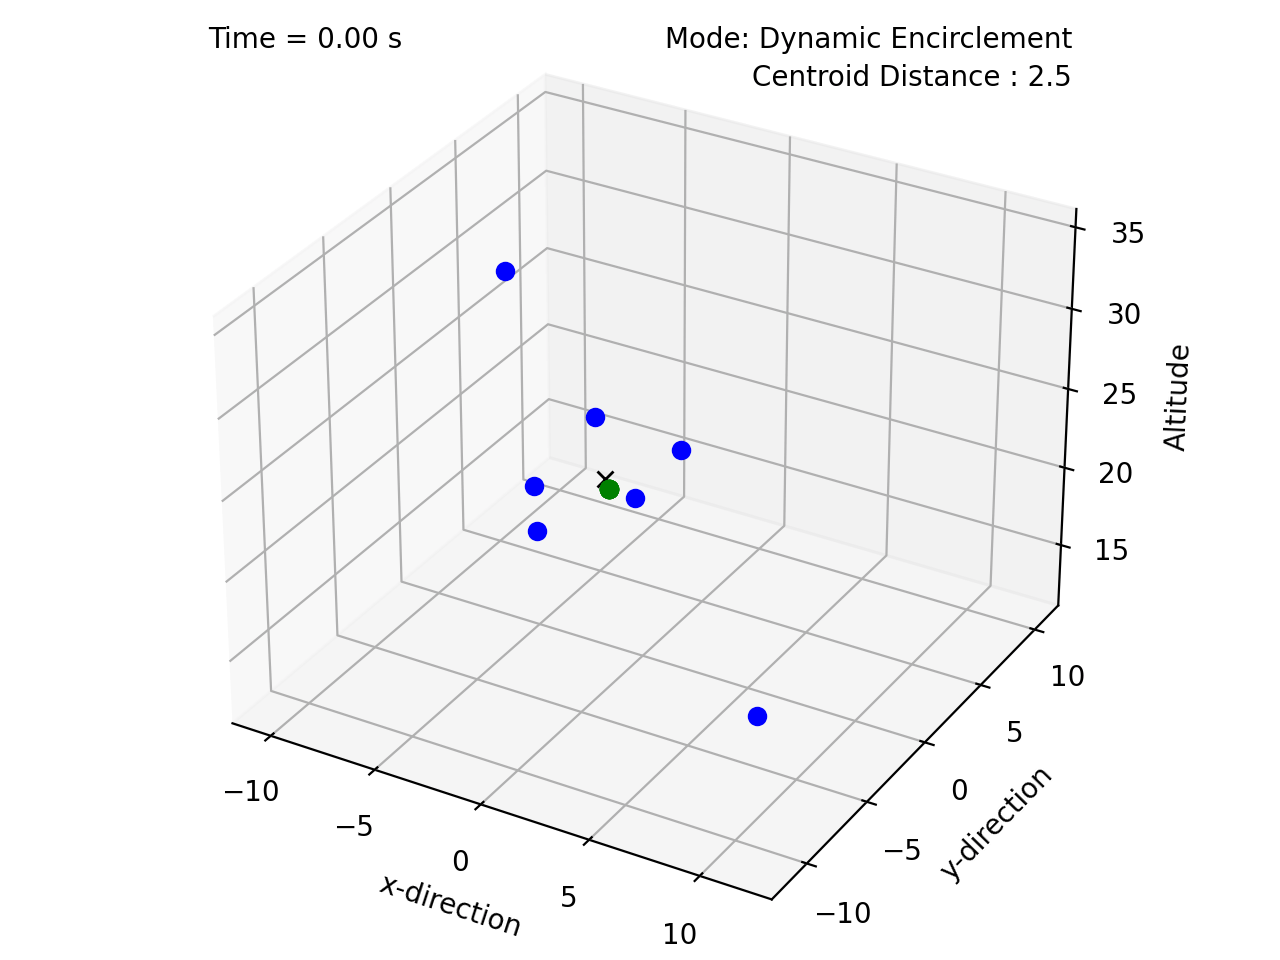 Time = 0.00 s
Mode: Dynamic Encirclement
Centroid Distance : 2.5
35
30
25
20
15
Altitude
10
5
0
−5
−10
y-direction
−10
−5
0
5
10
x-direction